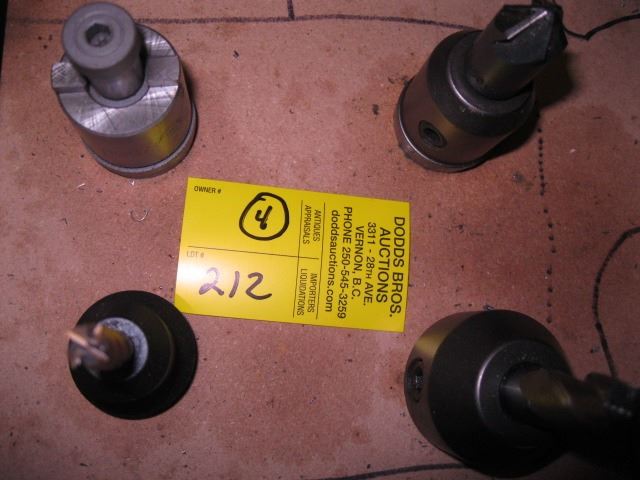 OWNER #
4
LOT #
212
ANTIQUES
APPRAISALS
IMPORTERS
LIQUIDATIONS
DODDS BROS.
AUCTIONS
3311 - 28TH AVE.
VERNON, B.C.
PHONE 250-545-3259
doddsauctions.com